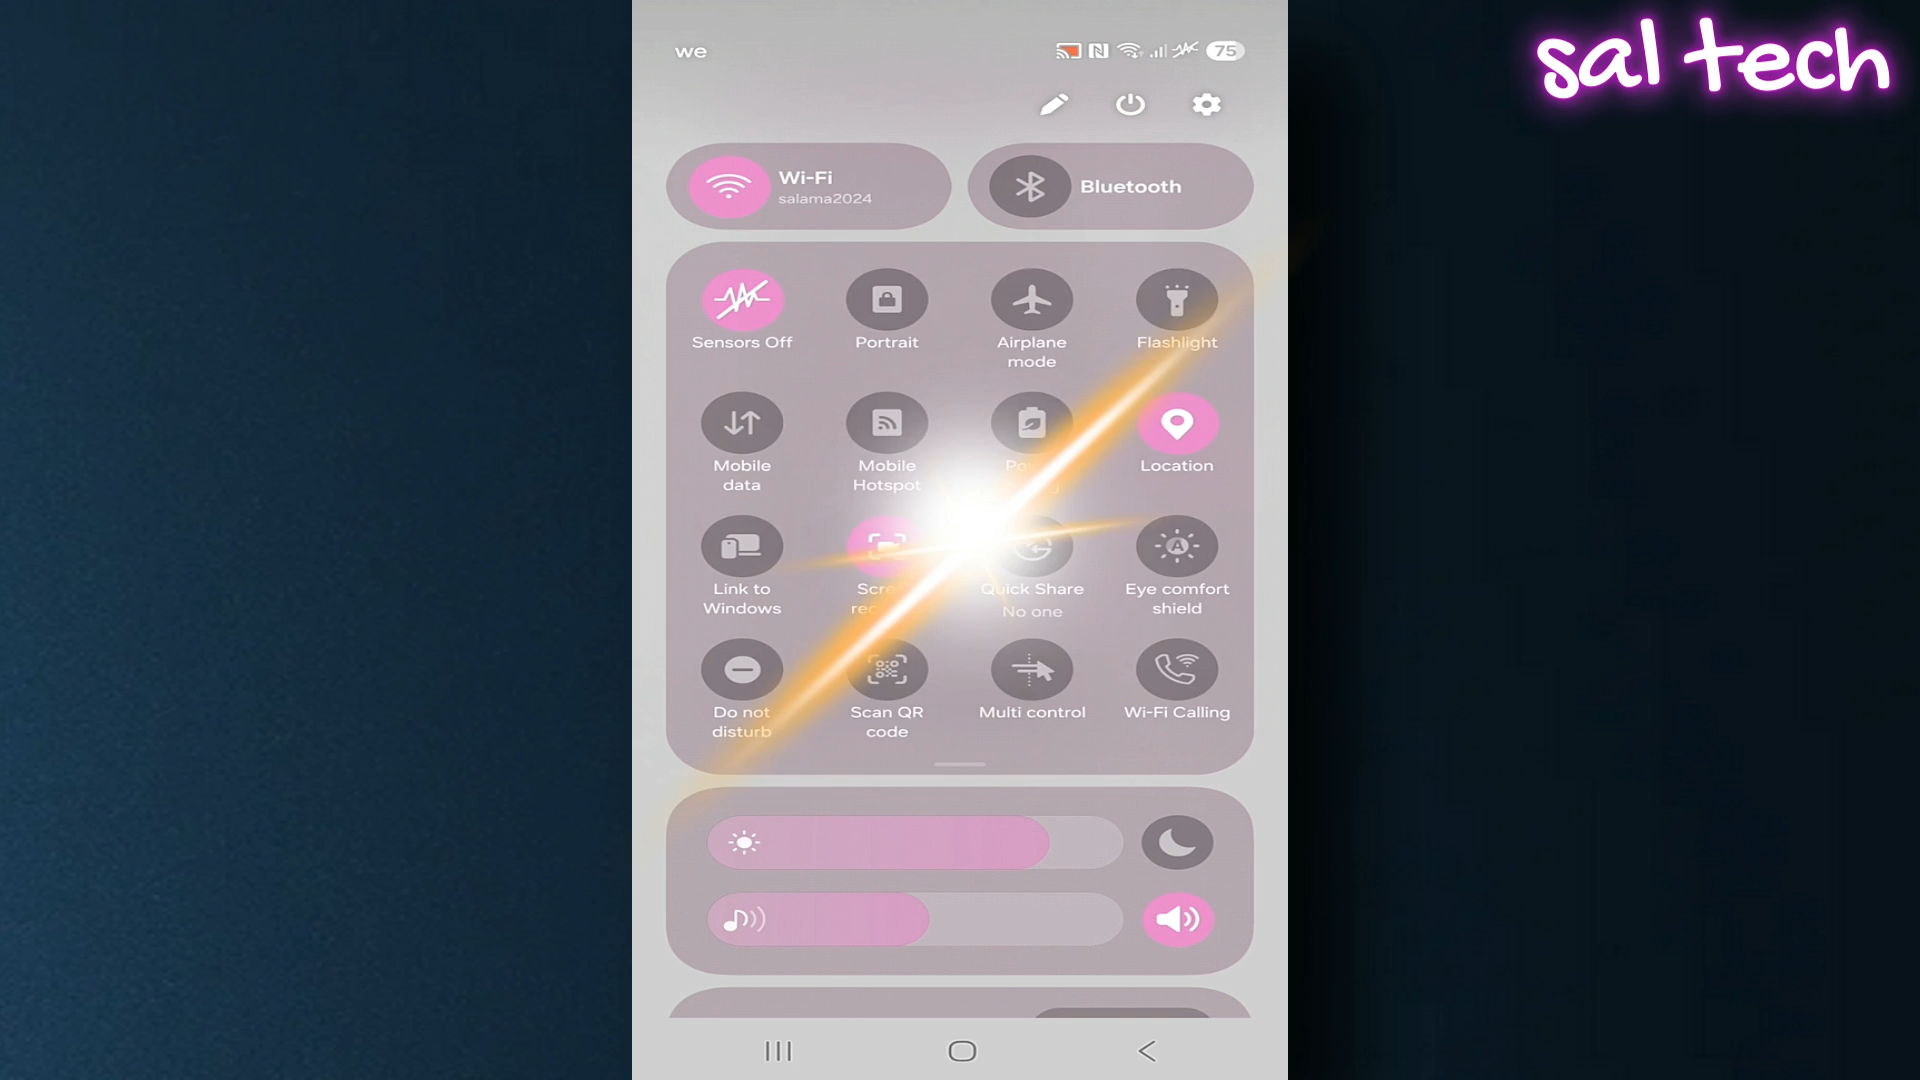 sal tech
we
75
Wi-Fi
salama2024
Bluetooth
Sensors Off
Portrait
Airplane
mode
Flashlight
Mobile
data
Mobile
Hotspot
Location
Link to
Windows
Quick Share
No one
Eye comfort
shield
Do not
disturb
Scan QR
code
Multi control
Wi-Fi Calling